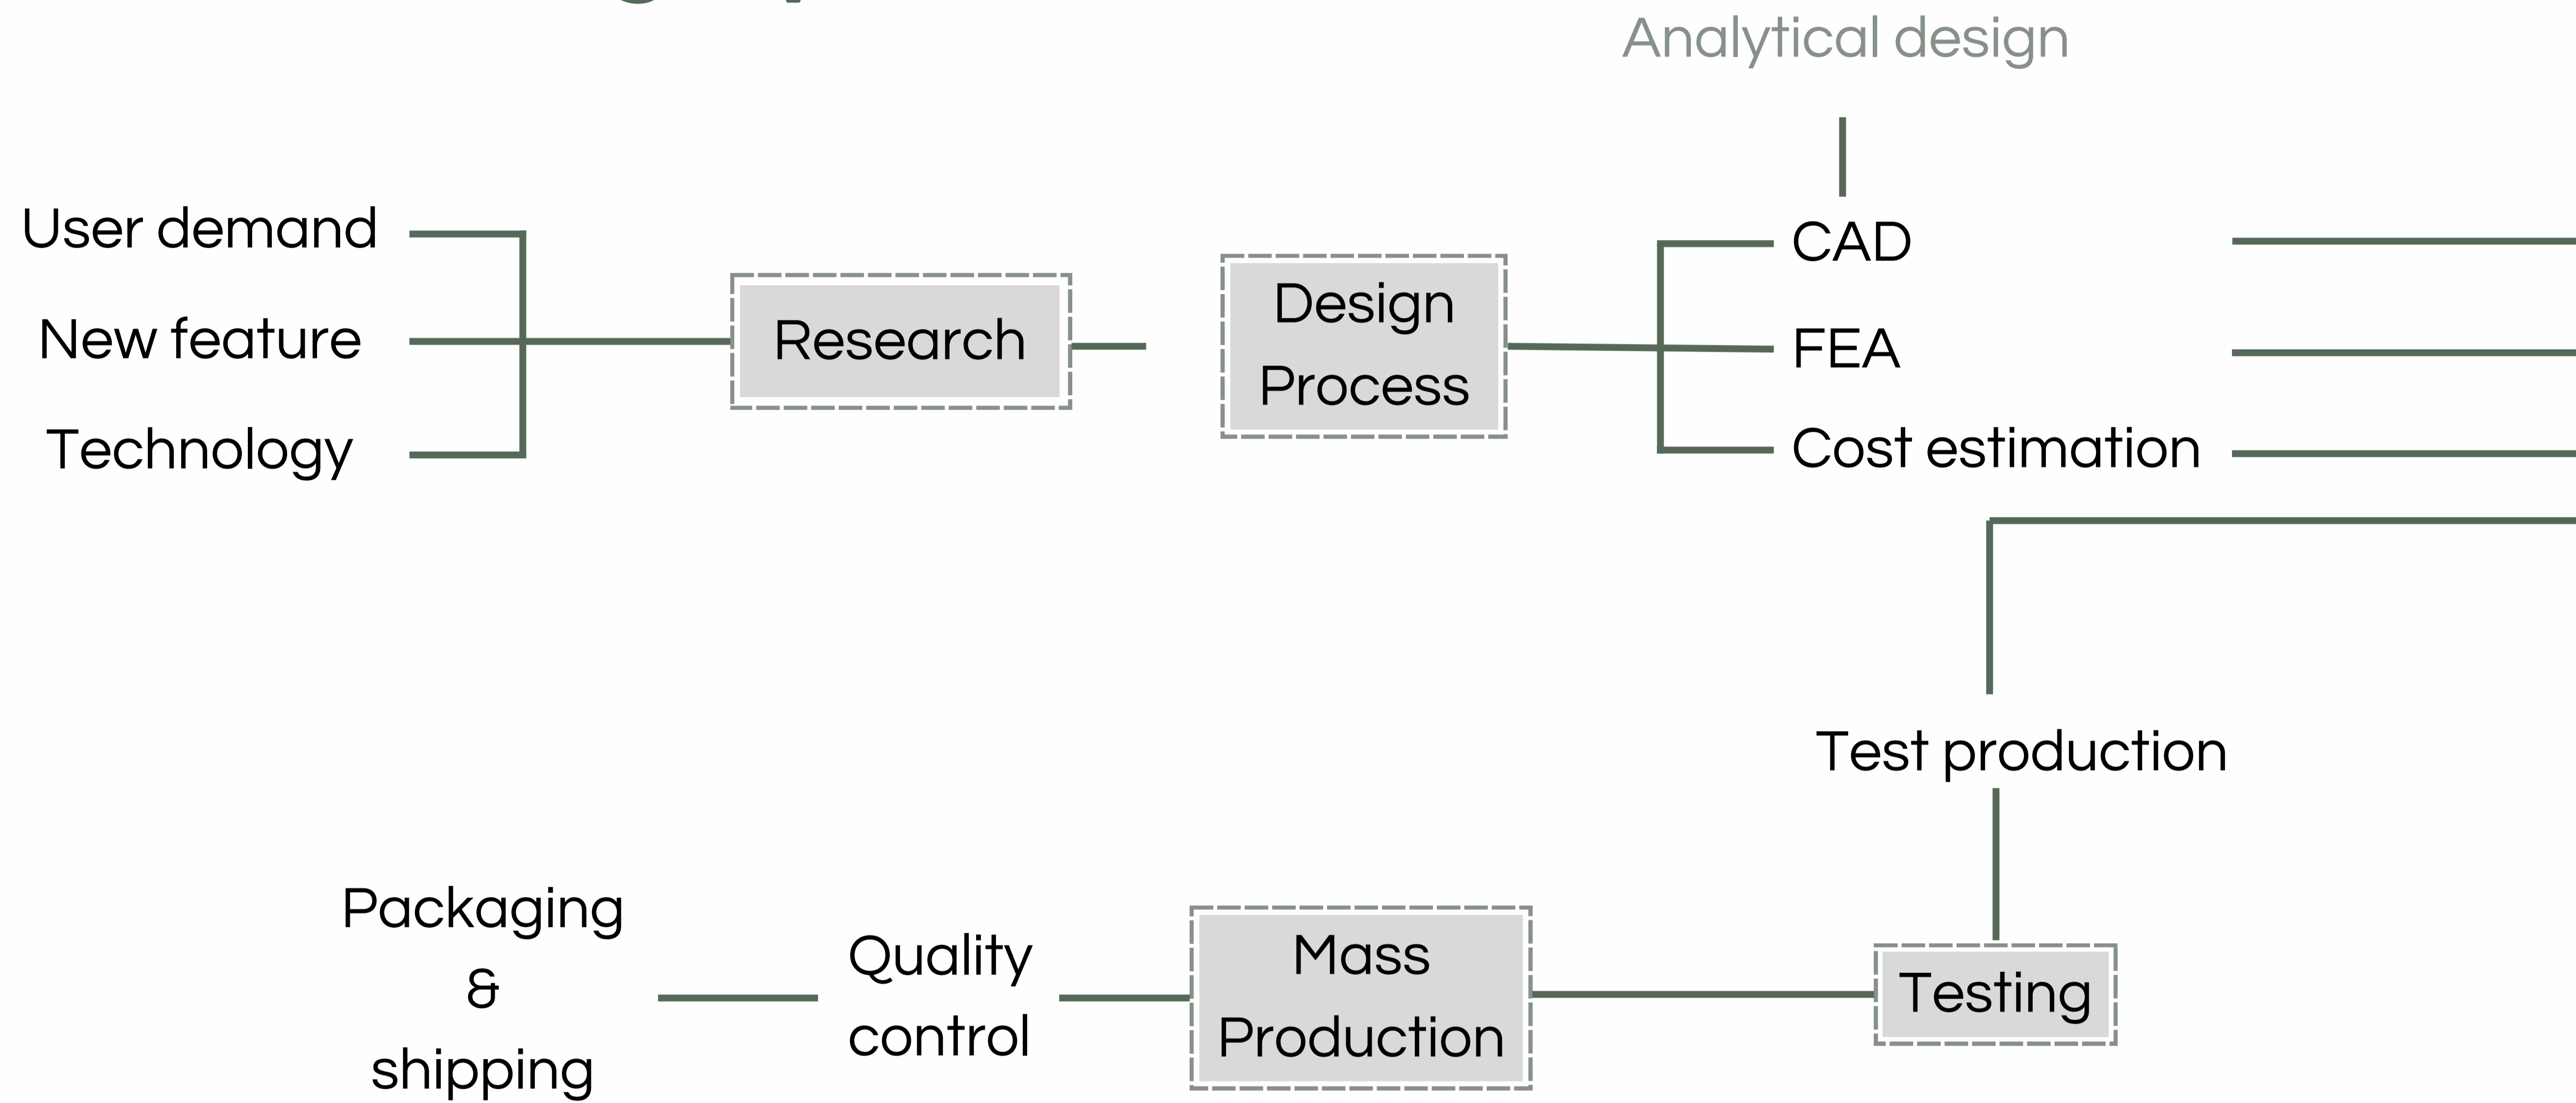 Analytical design
User demand
New feature
Technology
Research
Design
Process
CAD
FEA
Cost estimation
Test production
Packaging
&
shipping
Quality
control
Mass
Production
Testing